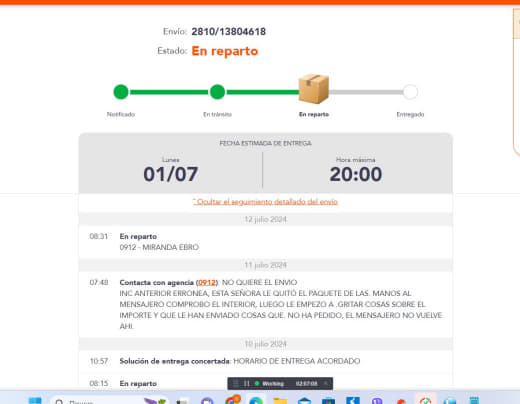 Envío: 2810/13804618
Estado: En reparto
Notificado En tránsito En reparto Entregado
FECHA ESTIMADA DE ENTREGA
Lunes Hora máxima
01/07 20:00
ˆ Ocultar el seguimiento detallado del envío
12 julio 2024
08:31 En reparto
0912 - MIRANDA EBRO
11 julio 2024
07:48 Contacta con agencia (0912): NO QUIERE EL ENVIO
INC ANTERIOR ERRONEA, ESTA SEÑORA LE QUITÓ EL PAQUETE DE LAS. MANOS AL
MENSAJERO COMPROBO EL INTERIOR, LUEGO LE EMPEZO A .GRITAR COSAS SOBRE EL
IMPORTE Y QUE LE HAN ENVIADO COSAS QUE. NO HA PEDIDO, EL MENSAJERO NO VUELVE
AHI.
10 julio 2024
10:57 Solución de entrega concertada: HORARIO DE ENTREGA ACORDADO
08:15 En reparto
Working 02:07:08